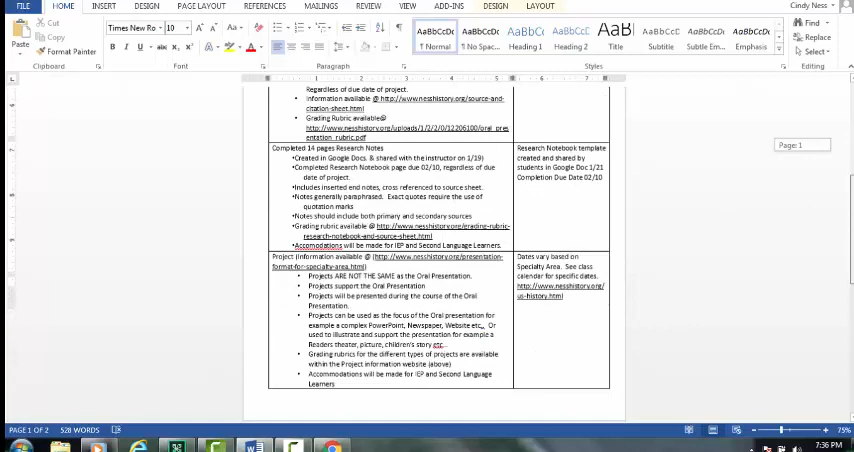 FILE HOME INSERT DESIGN PAGE LAYOUT REFERENCES MAILINGS REVIEW VIEW ADD-INS DESIGN LAYOUT Cindy Ness
Cut
Copy
Format Painter
Paste
Clipboard
Times New Ro 10
Font
Paragraph
AaBbCcDc AaBbCcDc AaBbCc AaBbCcC AaB AaBbCcC AaBbCcDc AaBbCcDc
¶ Normal ¶ No Spac... Heading 1 Heading 2 Title Subtitle Subtle Em... Emphasis
Styles
Find
Replace
Select
Editing
1 2 3 4 5 6 7
Regardless of due date of project.
• Information available @ http://www.nesshistory.org/source-and-
citation-sheet.html
• Grading Rubric available@
http://www.nesshistory.org/uploads/1/2/2/0/12206100/oral_pres
entation_rubric.pdf
Completed 14 pages Research Notes
•Created in Google Docs. & shared with the instructor on 1/19)
•Completed Research Notebook page due 02/10, regardless of due
date of project.
•Includes inserted end notes, cross referenced to source sheet.
•Notes generally paraphrased. Exact quotes require the use of
quotation marks
•Notes should include both primary and secondary sources
•Grading rubric available @ http://www.nesshistory.org/grading-rubric-
research-notebook-and-source-sheet.html
•Accomodations will be made for IEP and Second Language Learners.
Research Notebook template
created and shared by
students in Google Doc 1/21
Completion Due Date 02/10
Project (Information available @ (http://www.nesshistory.org/presentation-
format-for-specialty-area.html)
• Projects ARE NOT THE SAME as the Oral Presentation.
• Projects support the Oral Presentation
• Projects will be presented during the course of the Oral
Presentation.
• Projects can be used as the focus of the Oral presentation for
example a complex PowerPoint, Newspaper, Website etc,, Or
used to illustrate and support the presentation for example a
Readers theater, picture, children's story etc...
• Grading rubrics for the different types of projects are available
within the Project information website (above)
• Accommodations will be made for IEP and Second Language
Learners
Dates vary based on
Specialty Area. See class
calendar for specific dates.
http://www.nesshistory.org/
us-history.html
Page: 1
PAGE 1 OF 2 528 WORDS 75%
7:36 PM